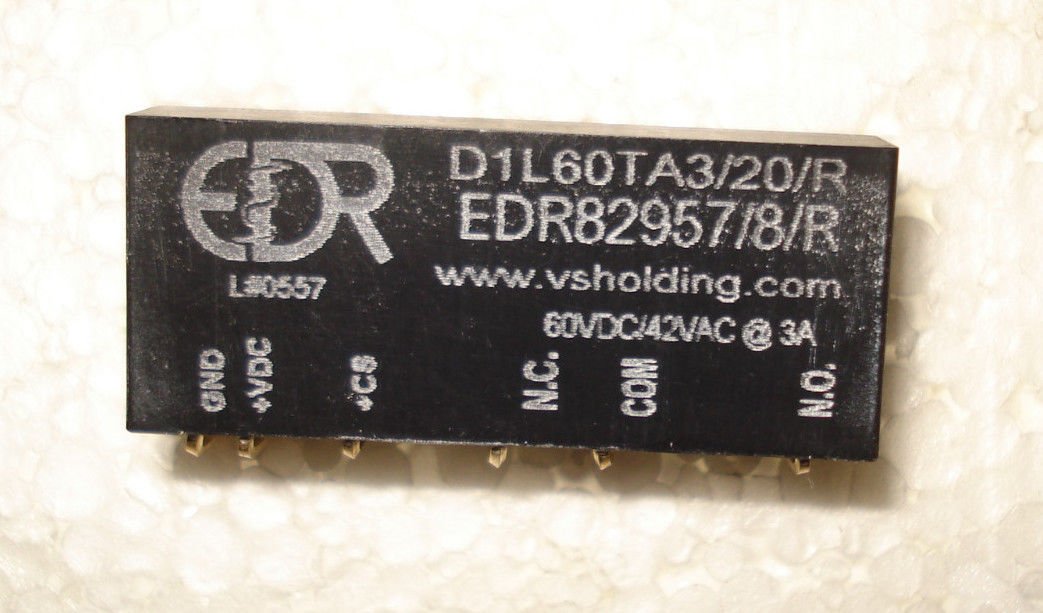 EDR
D1L60TA3/20/R
EDR82957/8/R
www.vsholding.com
L#0557
60VDC/42VAC @ 3A
GND
+VDC
+CS
N.C.
COM
N.O.